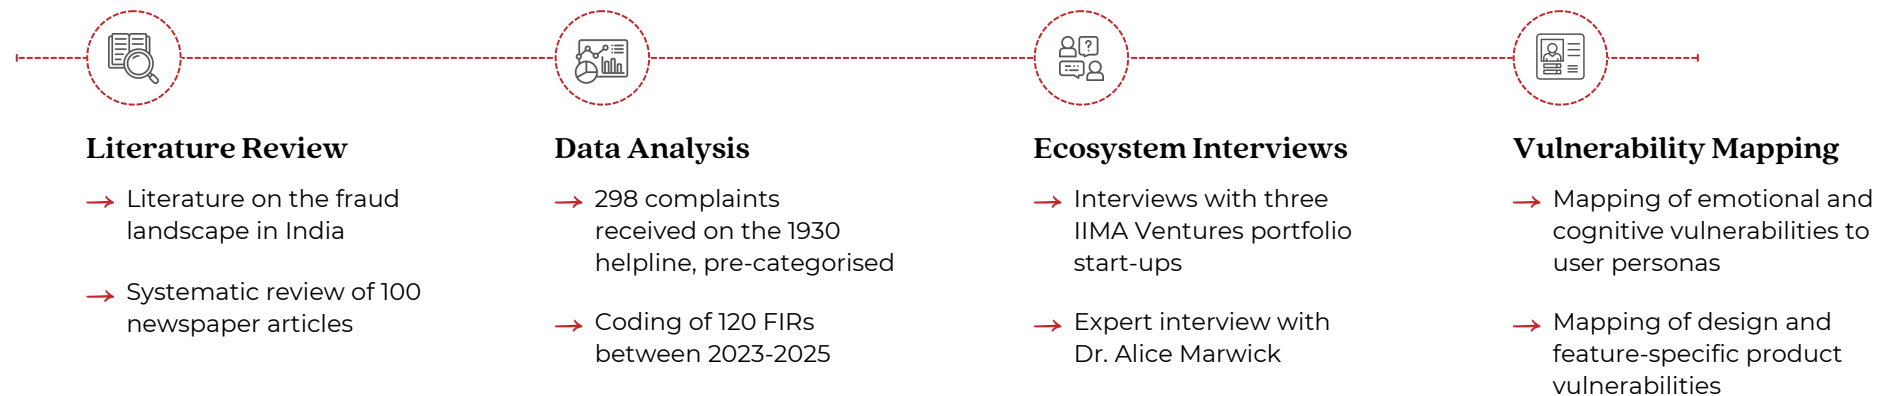 Literature Review
Literature on the fraud
landscape in India
Systematic review of 100
newspaper articles
Data Analysis
298 complaints
received on the 1930
helpline, pre-categorised
Coding of 120 FIRs
between 2023-2025
Ecosystem Interviews
Interviews with three
IIMA Ventures portfolio
start-ups
Expert interview with
Dr. Alice Marwick
Vulnerability Mapping
Mapping of emotional and
cognitive vulnerabilities to
user personas
Mapping of design and
feature-specific product
vulnerabilities